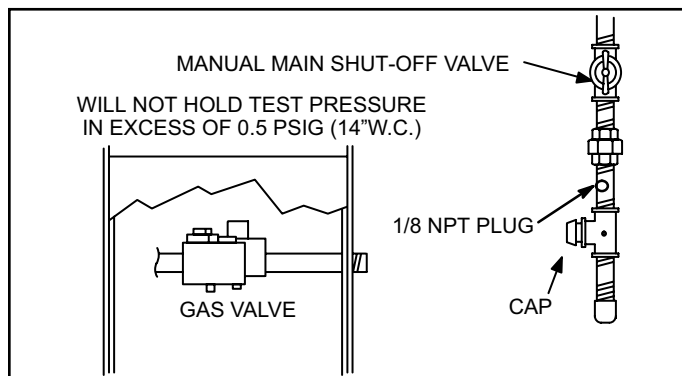 MANUAL MAIN SHUT-OFF VALVE
WILL NOT HOLD TEST PRESSURE
IN EXCESS OF 0.5 PSIG (14”W.C.)
1/8 NPT PLUG
GAS VALVE
CAP